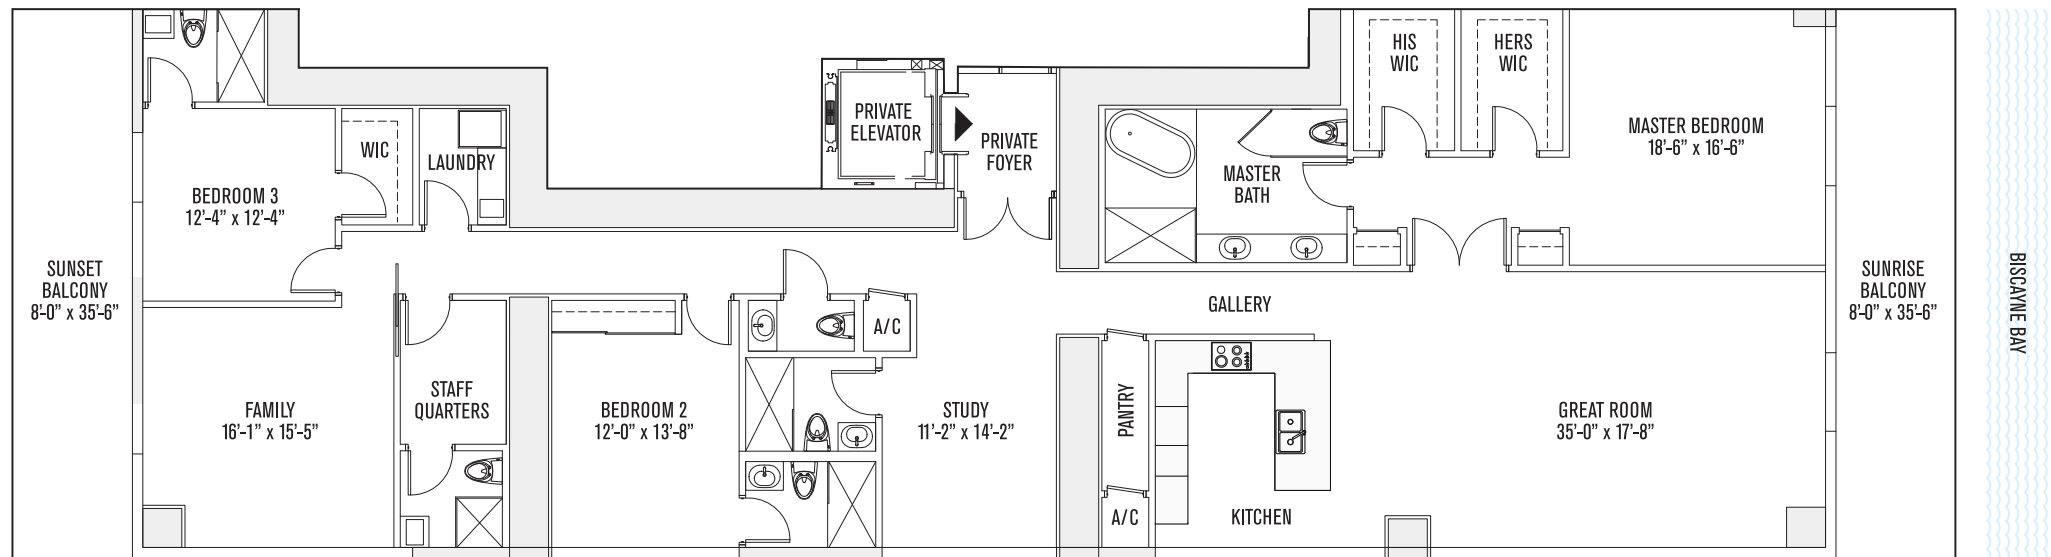 HIS
WIC
HERS
WIC
PRIVATE
ELEVATOR
PRIVATE
FOYER
MASTER BEDROOM
18’-6” x 16’-6”
WIC
LAUNDRY
MASTER
BATH
BEDROOM 3
12’-4” x 12’-4”
SUNSET
BALCONY
8’-0” x 35’-6”
GALLERY
SUNRISE
BALCONY
8’-0” x 35’-6”
BISCAYNE BAY
A/C
STAFF
QUARTERS
FAMILY
16’-1” x 15’-5”
BEDROOM 2
12’-0” x 13’-8”
STUDY
11’-2” x 14’-2”
PANTRY
GREAT ROOM
35’-0” x 17’-8”
A/C
KITCHEN